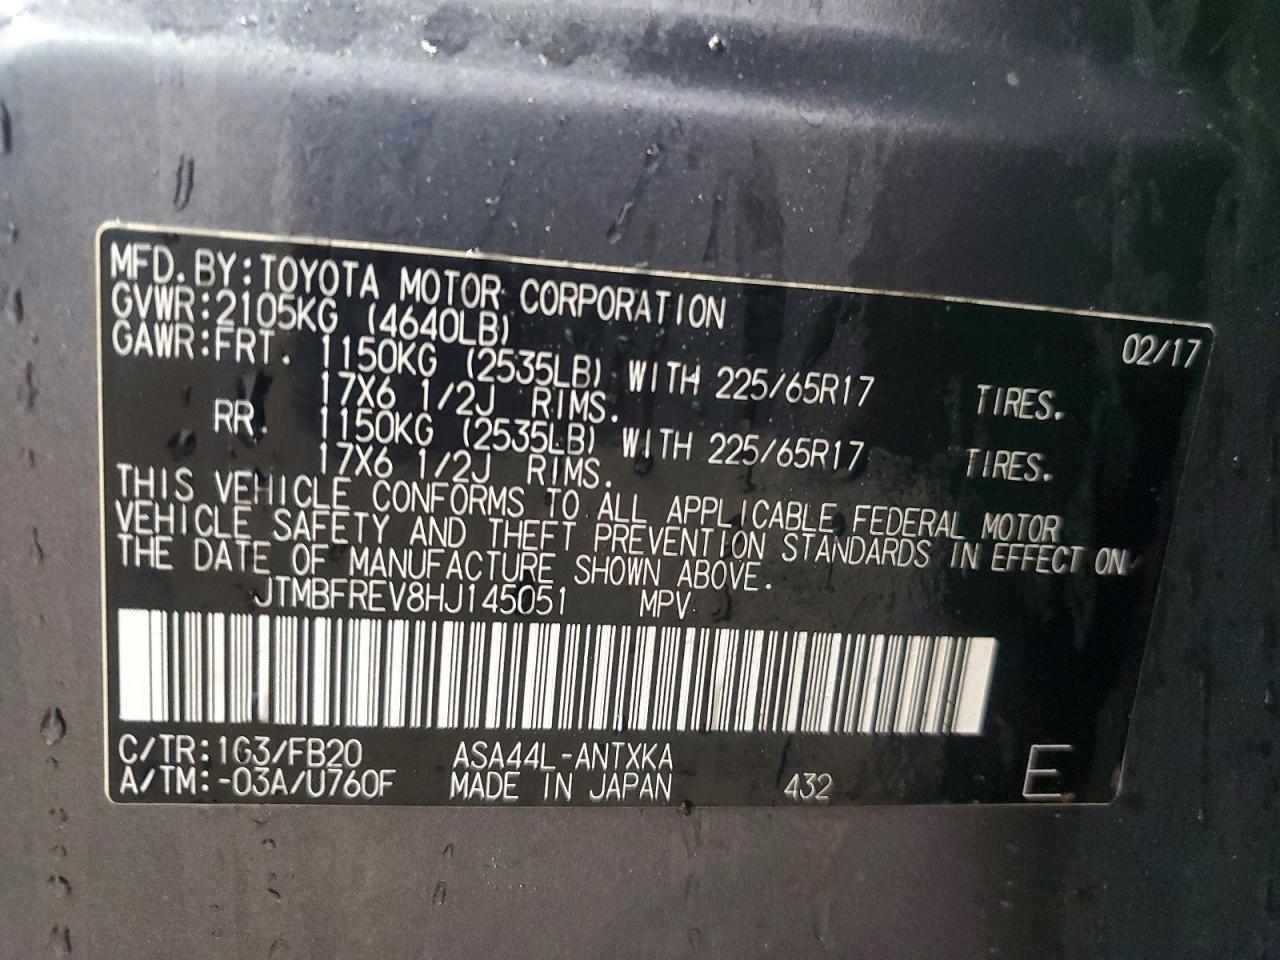 MFD. BY: TOYOTA MOTOR CORPORATION 02/17
GVWR: 2105KG (4640LB)
GAWR: FRT. 1150KG (2535LB) WITH 225/65R17 TIRES.
17X6 1/2J RIMS.
RR. 1150KG (2535LB) WITH 225/65R17 TIRES.
17X6 1/2J RIMS.
THIS VEHICLE CONFORMS TO ALL APPLICABLE FEDERAL MOTOR
VEHICLE SAFETY AND THEFT PREVENTION STANDARDS IN EFFECT ON
THE DATE OF MANUFACTURE SHOWN ABOVE.
JTMBFREV8HJ145051 MPV
C/TR: 1G3/FB20 ASA44L-ANTXKA
A/TM: -03A/U760F MADE IN JAPAN 432 E